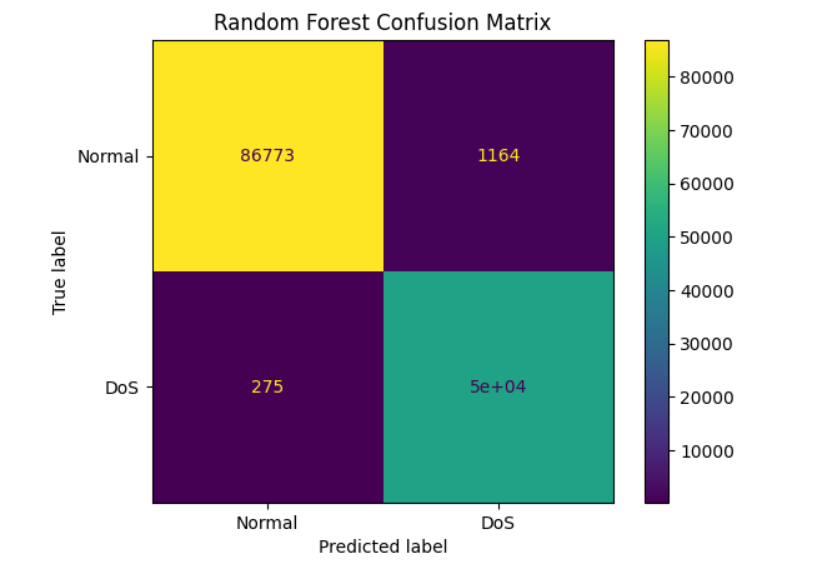 Random Forest Confusion Matrix
True label
Normal
DoS
86773
1164
275
5e+04
Normal
DoS
Predicted label
80000
70000
60000
50000
40000
30000
20000
10000